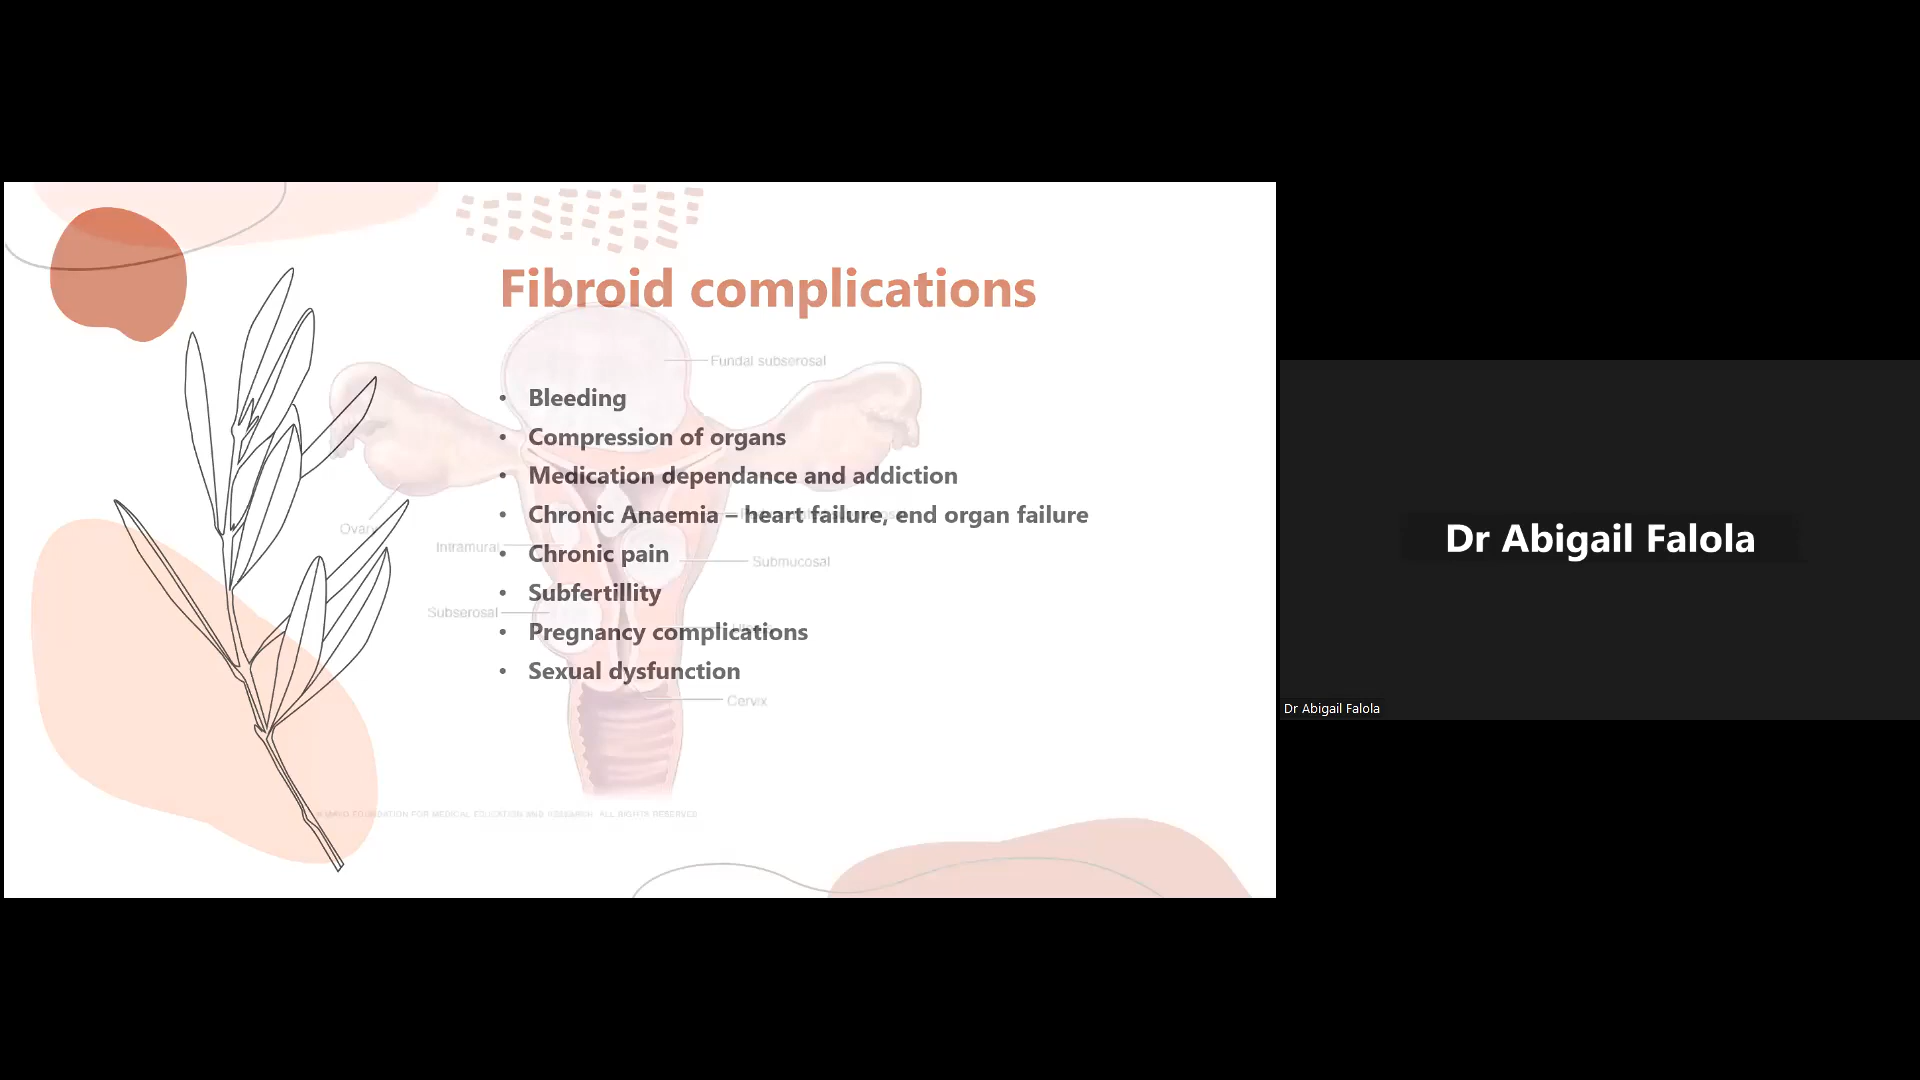 Fibroid complications
Fundal subserosal
• Bleeding
• Compression of organs
• Medication dependance and addiction
• Chronic Anaemia – heart failure, end organ failure
Ovary
Intramural
• Chronic pain
Submucosal
• Subfertillity
Subserosal
• Pregnancy complications
• Sexual dysfunction
Cervix
MAYO FOUNDATION FOR MEDICAL EDUCATION AND RESEARCH. ALL RIGHTS RESERVED
Dr Abigail Falola
Dr Abigail Falola